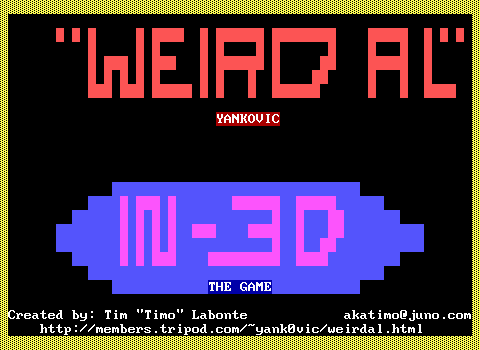 "WEIRD AL"
YANKOVIC
IN-3D
THE GAME
Created by: Tim "Timo" Labonte akatimo@juno.com
http://members.tripod.com/~yank0vic/weirdal.html